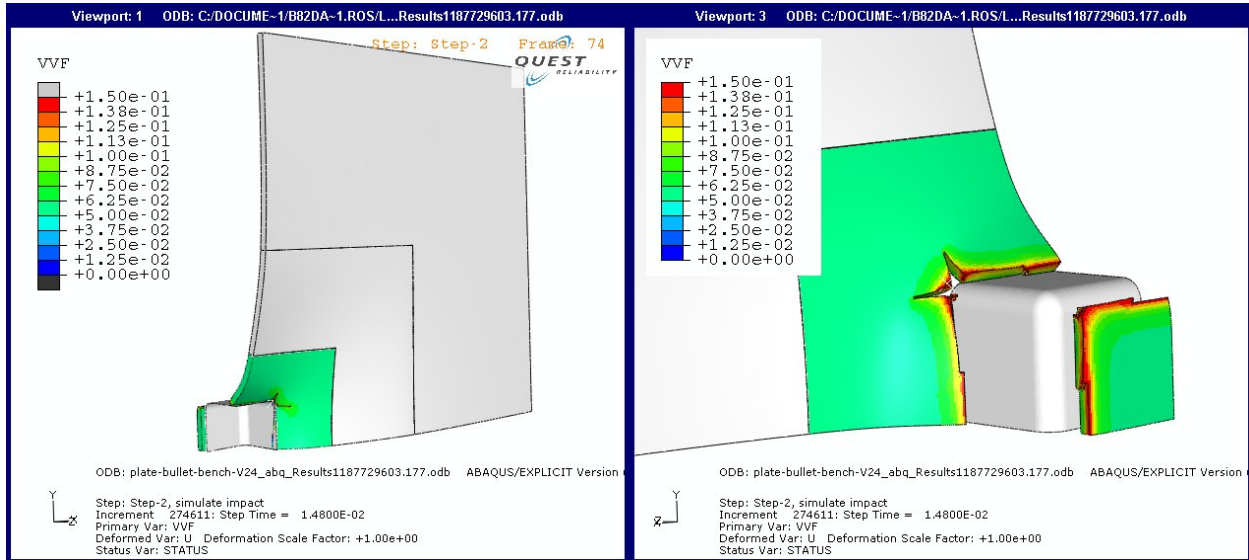 Viewport: 1 ODB: C:/DOCUME~1/B82DA~1.ROS/L...Results1187729603.177.odb
Step: Step-2 Frame: 74
QUEST
RELIABILITY
VVF
+1.50e-01
+1.38e-01
+1.25e-01
+1.13e-01
+1.00e-01
+8.75e-02
+7.50e-02
+6.25e-02
+5.00e-02
+3.75e-02
+2.50e-02
+1.25e-02
+0.00e+00
ODB: plate-bullet-bench-V24_abq_Results1187729603.177.odb ABAQUS/EXPLICIT Version
Y
X
Step: Step-2, simulate impact
Increment 274611: Step Time = 1.4800E-02
Primary Var: VVF
Deformed Var: U Deformation Scale Factor: +1.00e+00
Status Var: STATUS
Viewport: 3 ODB: C:/DOCUME~1/B82DA~1.ROS/L...Results1187729603.177.odb
VVF
+1.50e-01
+1.38e-01
+1.25e-01
+1.13e-01
+1.00e-01
+8.75e-02
+7.50e-02
+6.25e-02
+5.00e-02
+3.75e-02
+2.50e-02
+1.25e-02
+0.00e+00
ODB: plate-bullet-bench-V24_abq_Results1187729603.177.odb ABAQUS/EXPLICIT Version
Y
Step: Step-2, simulate impact
Increment 274611: Step Time = 1.4800E-02
Primary Var: VVF
Deformed Var: U Deformation Scale Factor: +1.00e+00
Status Var: STATUS